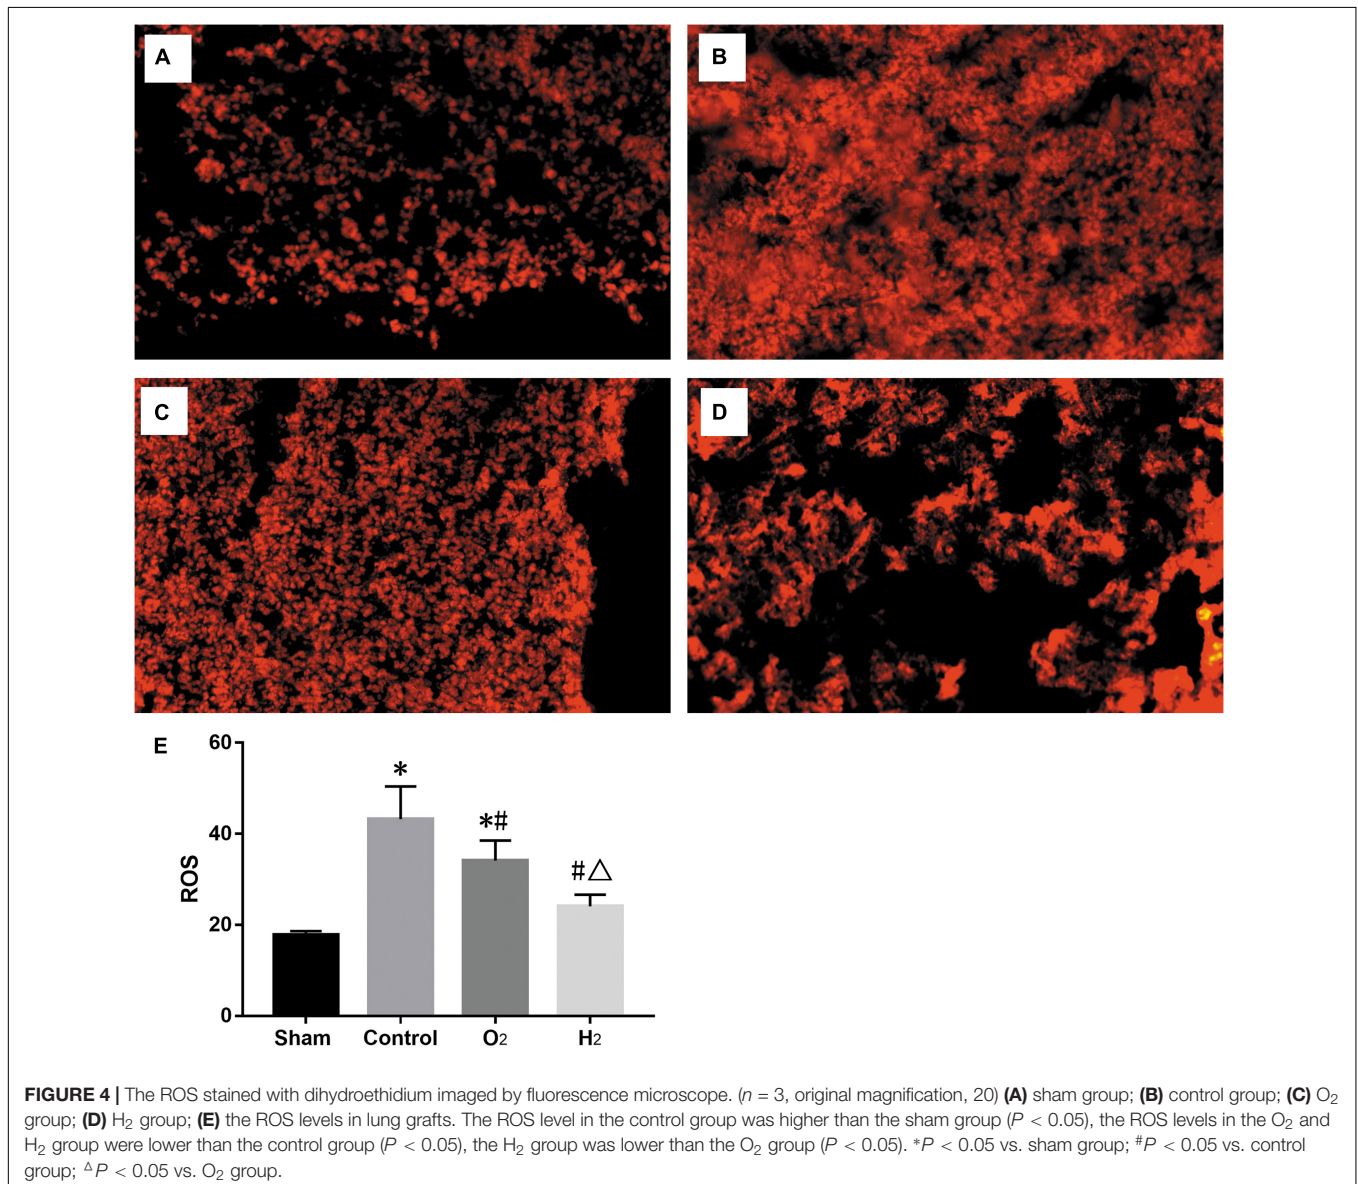 A
B
C
D
E
60
40
20
0
ROS
*
*#
#△
Sham Control O2 H2
FIGURE 4 | The ROS stained with dihydroethidium imaged by fluorescence microscope. (n = 3, original magnification, 20) (A) sham group; (B) control group; (C) O2
group; (D) H2 group; (E) the ROS levels in lung grafts. The ROS level in the control group was higher than the sham group (P < 0.05), the ROS levels in the O2 and
H2 group were lower than the control group (P < 0.05), the H2 group was lower than the O2 group (P < 0.05). *P < 0.05 vs. sham group; #P < 0.05 vs. control
group; △P < 0.05 vs. O2 group.